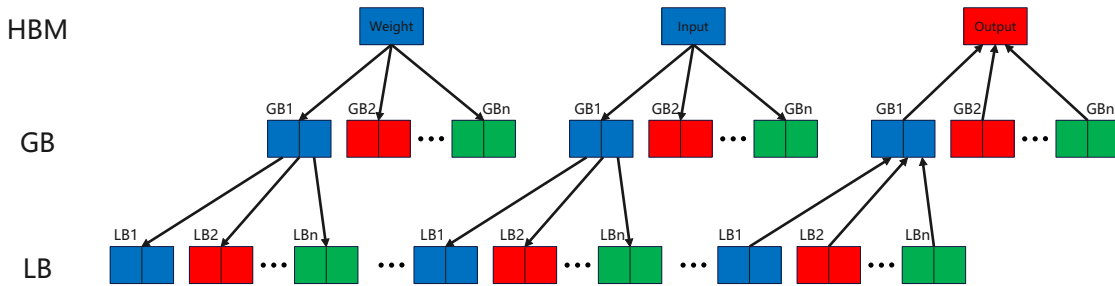 HBM Weight Input Output
GB1 GB2 GBn GB1 GB2 GBn GB1 GB2 GBn
GB
LB1 LB2 LBn LB1 LB2 LBn LB1 LB2 LBn
LB